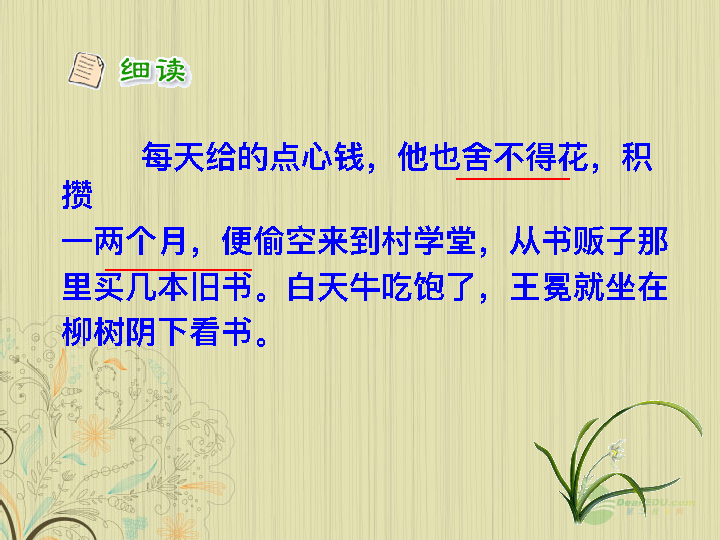 细读
每天给的点心钱，他也舍不得花，积
攒
一两个月，便偷空来到村学堂，从书贩子那
里买几本旧书。白天牛吃饱了，王冕就坐在
柳树阴下看书。